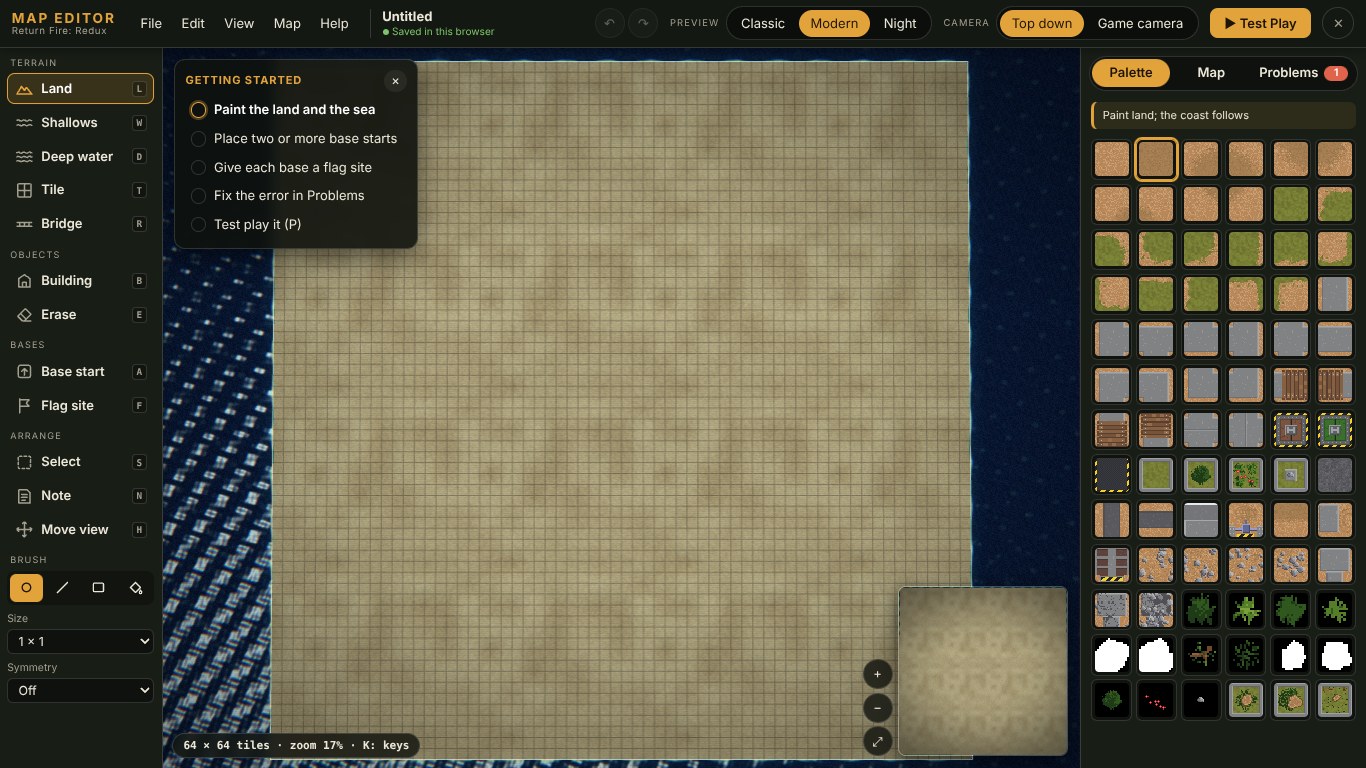 MAP EDITOR
Return Fire: Redux
File Edit View Map Help
Untitled
Saved in this browser
PREVIEW Classic Modern Night CAMERA Top down Game camera ▶ Test Play ×
TERRAIN
Land L
Shallows W
Deep water D
Tile T
Bridge R
OBJECTS
Building B
Erase E
BASES
Base start A
Flag site F
ARRANGE
Select S
Note N
Move view H
BRUSH
Size
1 × 1
Symmetry
Off
GETTING STARTED ×
Paint the land and the sea
Place two or more base starts
Give each base a flag site
Fix the error in Problems
Test play it (P)
64 × 64 tiles · zoom 17% · K: keys
+
−
Palette Map Problems 1
Paint land; the coast follows